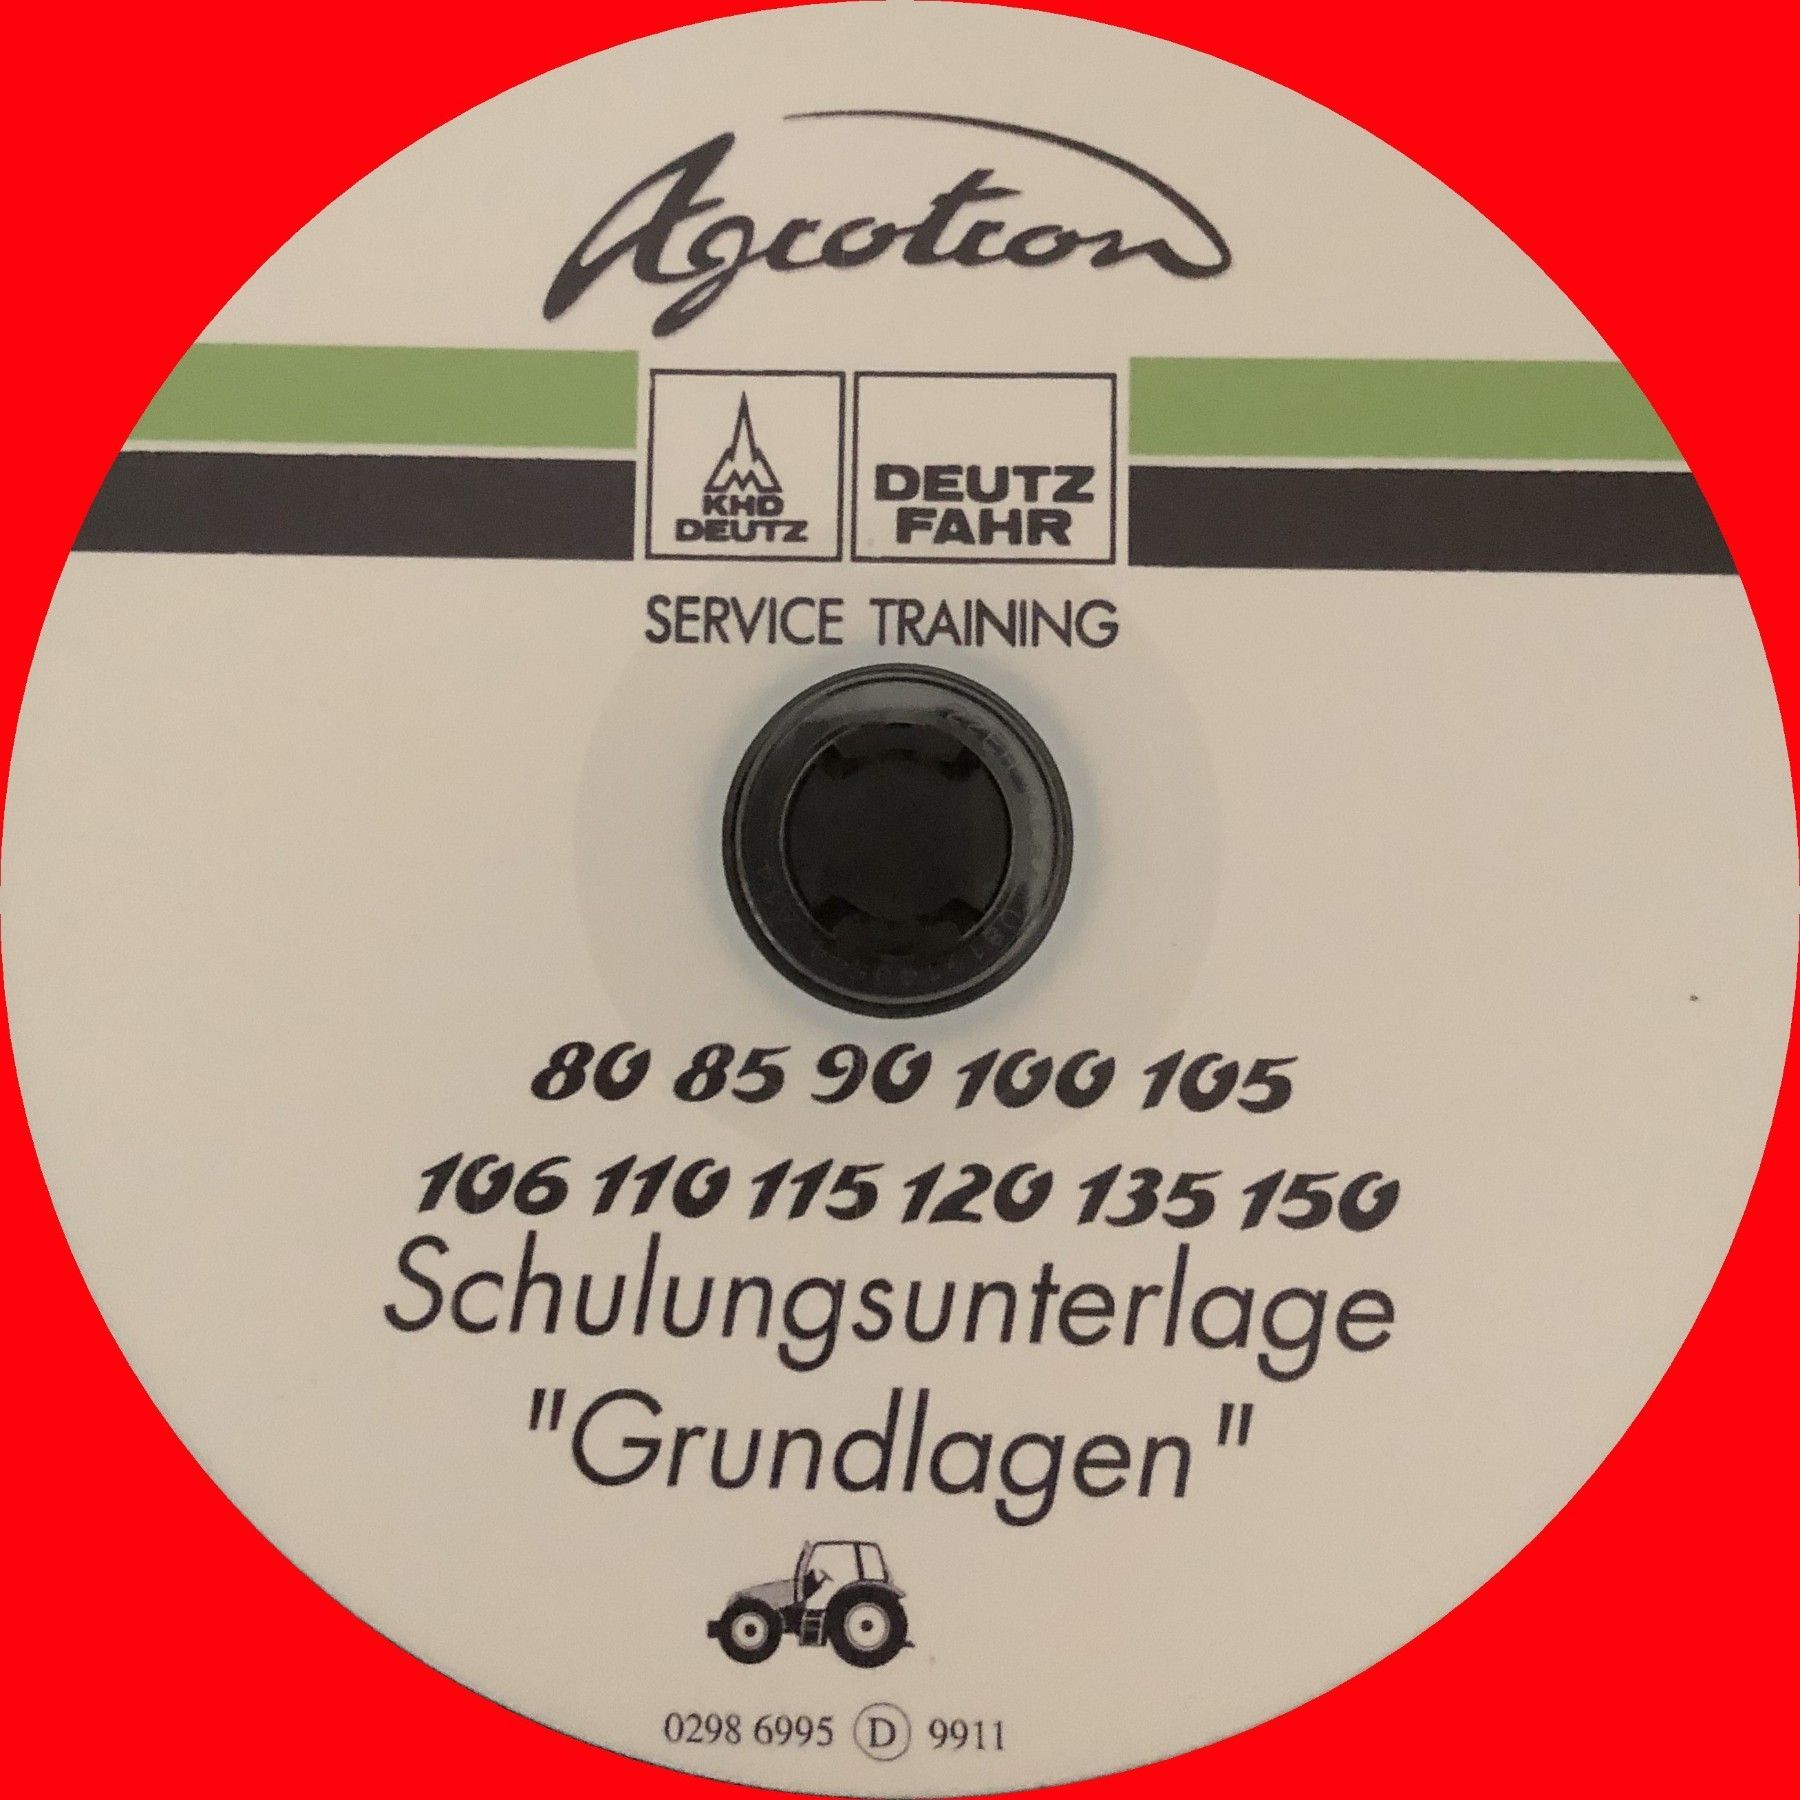 Agrotron
KHD
DEUTZ
DEUTZ
FAHR
SERVICE TRAINING
80 85 90 100 105
106 110 115 120 135 150
Schulungsunterlage
"Grundlagen"
0298 6995 D 9911